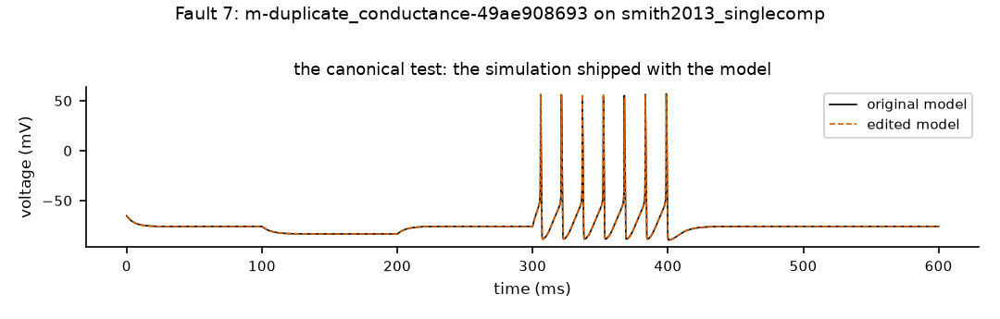 Fault 7: m-duplicate_conductance-49ae908693 on smith2013_singlecomp
the canonical test: the simulation shipped with the model
original model
edited model
voltage (mV)
50
0
−50
0 100 200 300 400 500 600
time (ms)